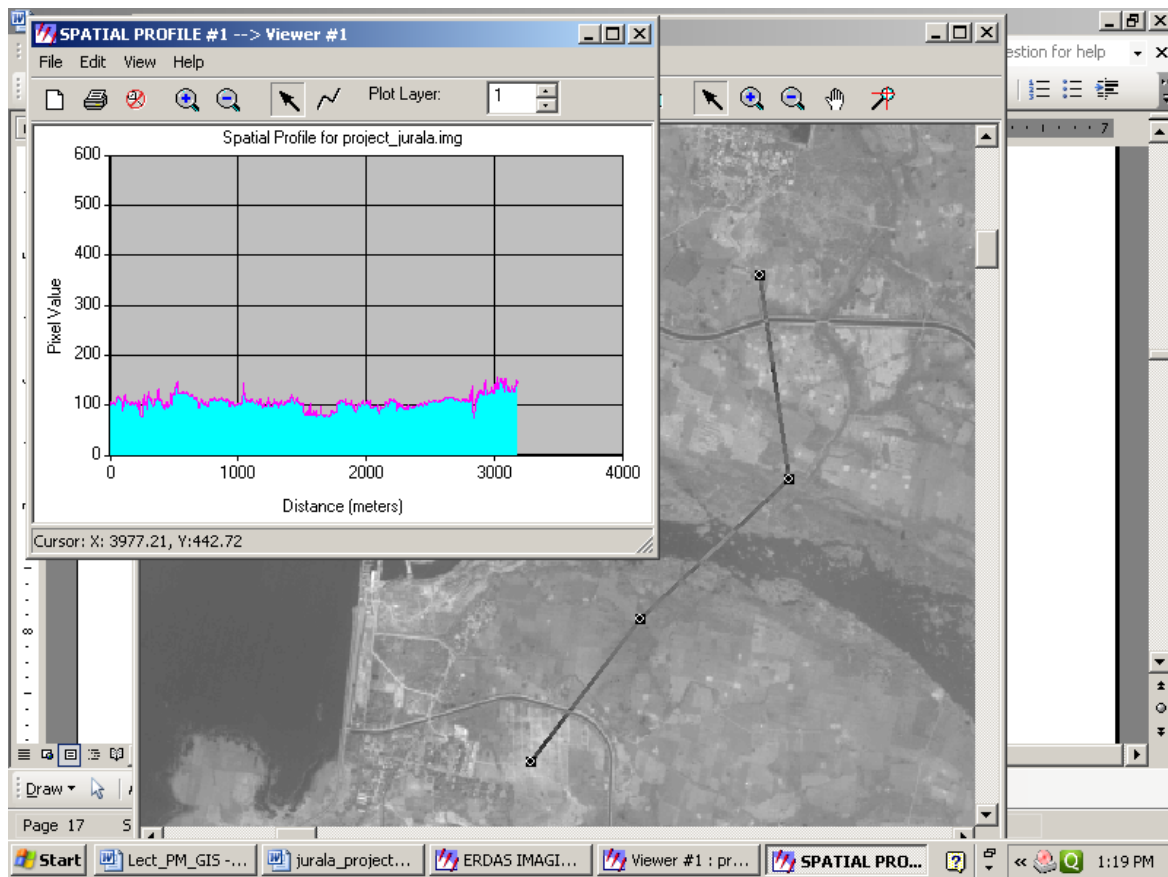 SPATIAL PROFILE #1 --> Viewer #1
File Edit View Help
Plot Layer: 1
Spatial Profile for project_jurala.img
600
500
400
300
200
100
0
Pixel Value
0 1000 2000 3000 4000
Distance (meters)
Cursor: X: 3977.21, Y:442.72
estion for help
7
8
Draw
Page 17 S
Start Lect_PM_GIS -... jurala_project... ERDAS IMAGI... Viewer #1 : pr... SPATIAL PRO... 1:19 PM